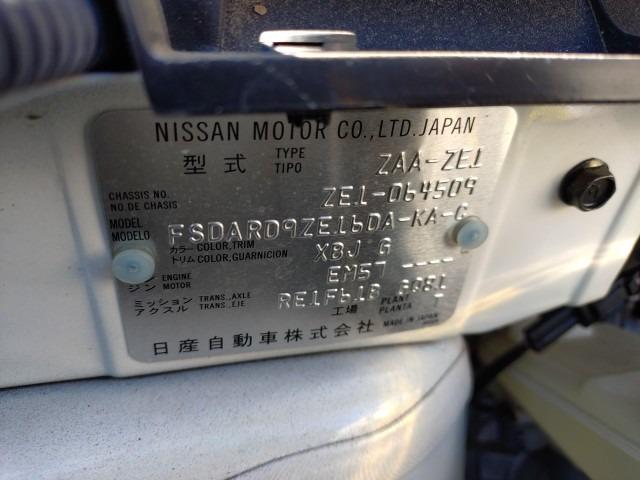 NISSAN MOTOR CO.,LTD.JAPAN
型式 TYPE TIPO ZAA-ZE1
CHASSIS NO. NO.DE CHASIS ZE1-064509
MODEL MODELO FSDARD9ZE16DA-KA-C
カラー COLOR,TRIM トリム COLOR,GUARNICION XBJ G
エンジン ENGINE MOTOR EM57 ----
ミッション TRANS.,AXLE アクスル TRANS.,EJE RE1F61B 8081
工場 PLANT PLANTA T
日産自動車株式会社 MADE IN JAPAN